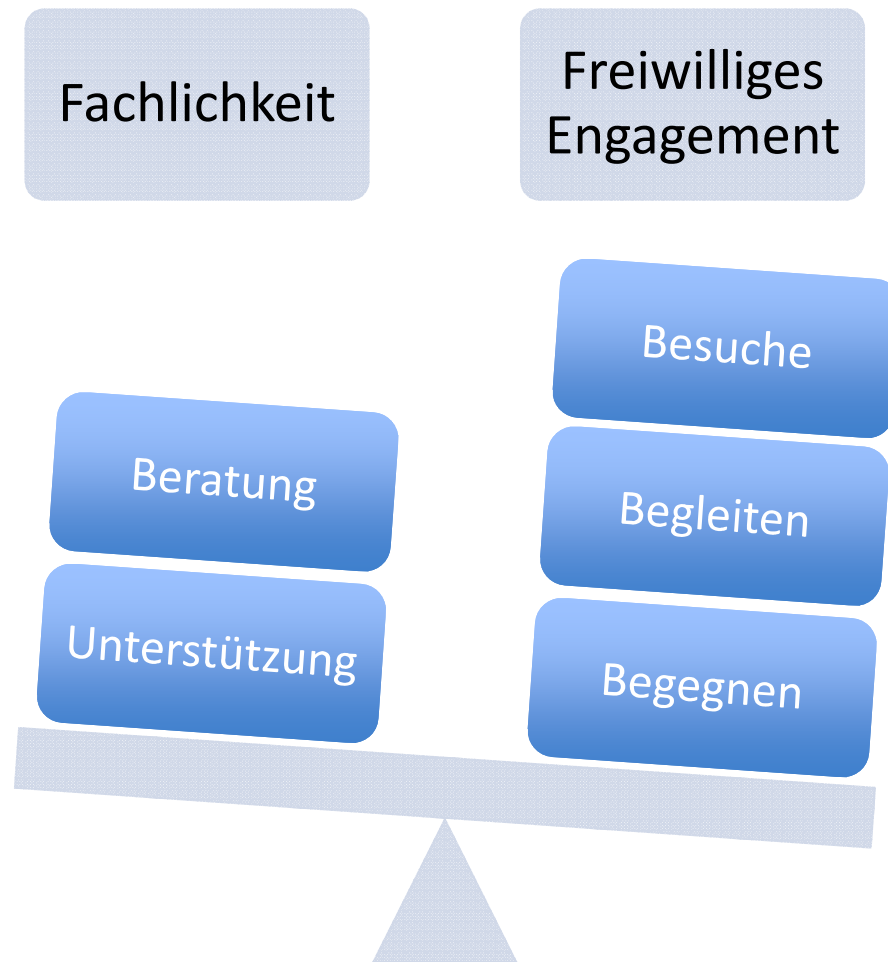 Fachlichkeit
Freiwilliges
Engagement
Besuche
Beratung
Begleiten
Unterstützung
Begegnen